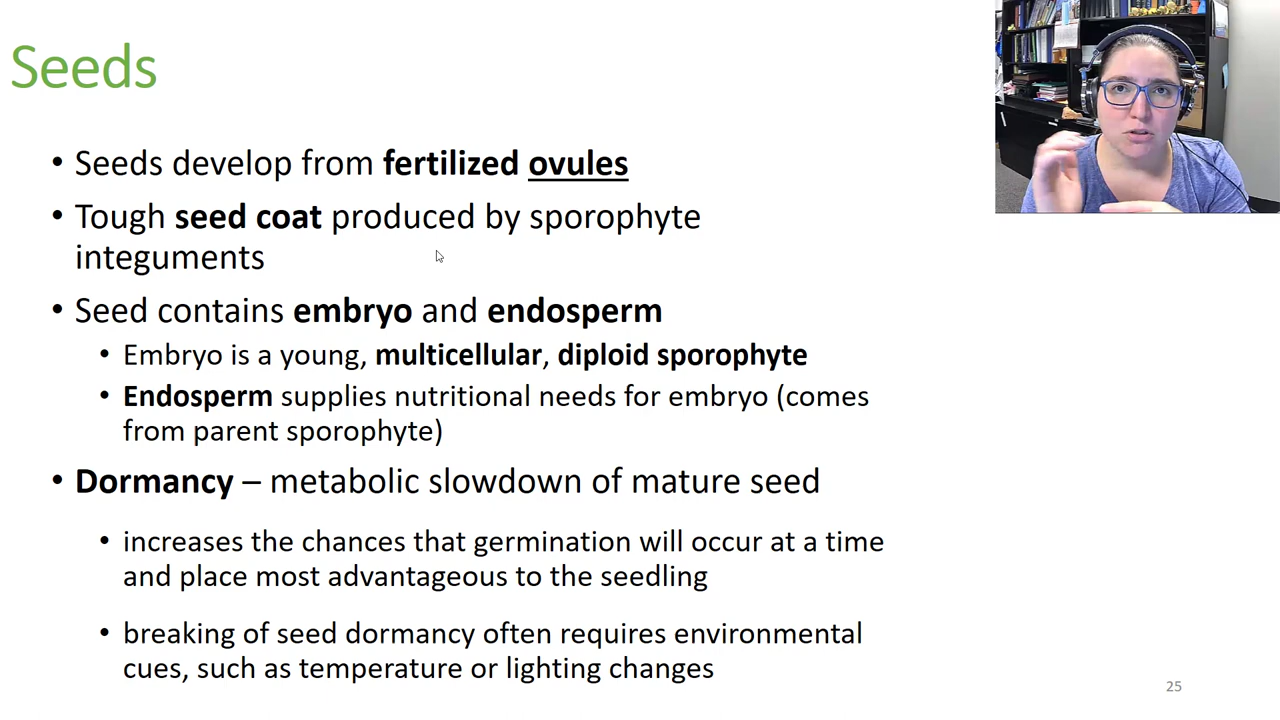 Seeds
• Seeds develop from fertilized ovules
• Tough seed coat produced by sporophyte
integuments
• Seed contains embryo and endosperm
• Embryo is a young, multicellular, diploid sporophyte
• Endosperm supplies nutritional needs for embryo (comes
from parent sporophyte)
• Dormancy – metabolic slowdown of mature seed
• increases the chances that germination will occur at a time
and place most advantageous to the seedling
• breaking of seed dormancy often requires environmental
cues, such as temperature or lighting changes
25